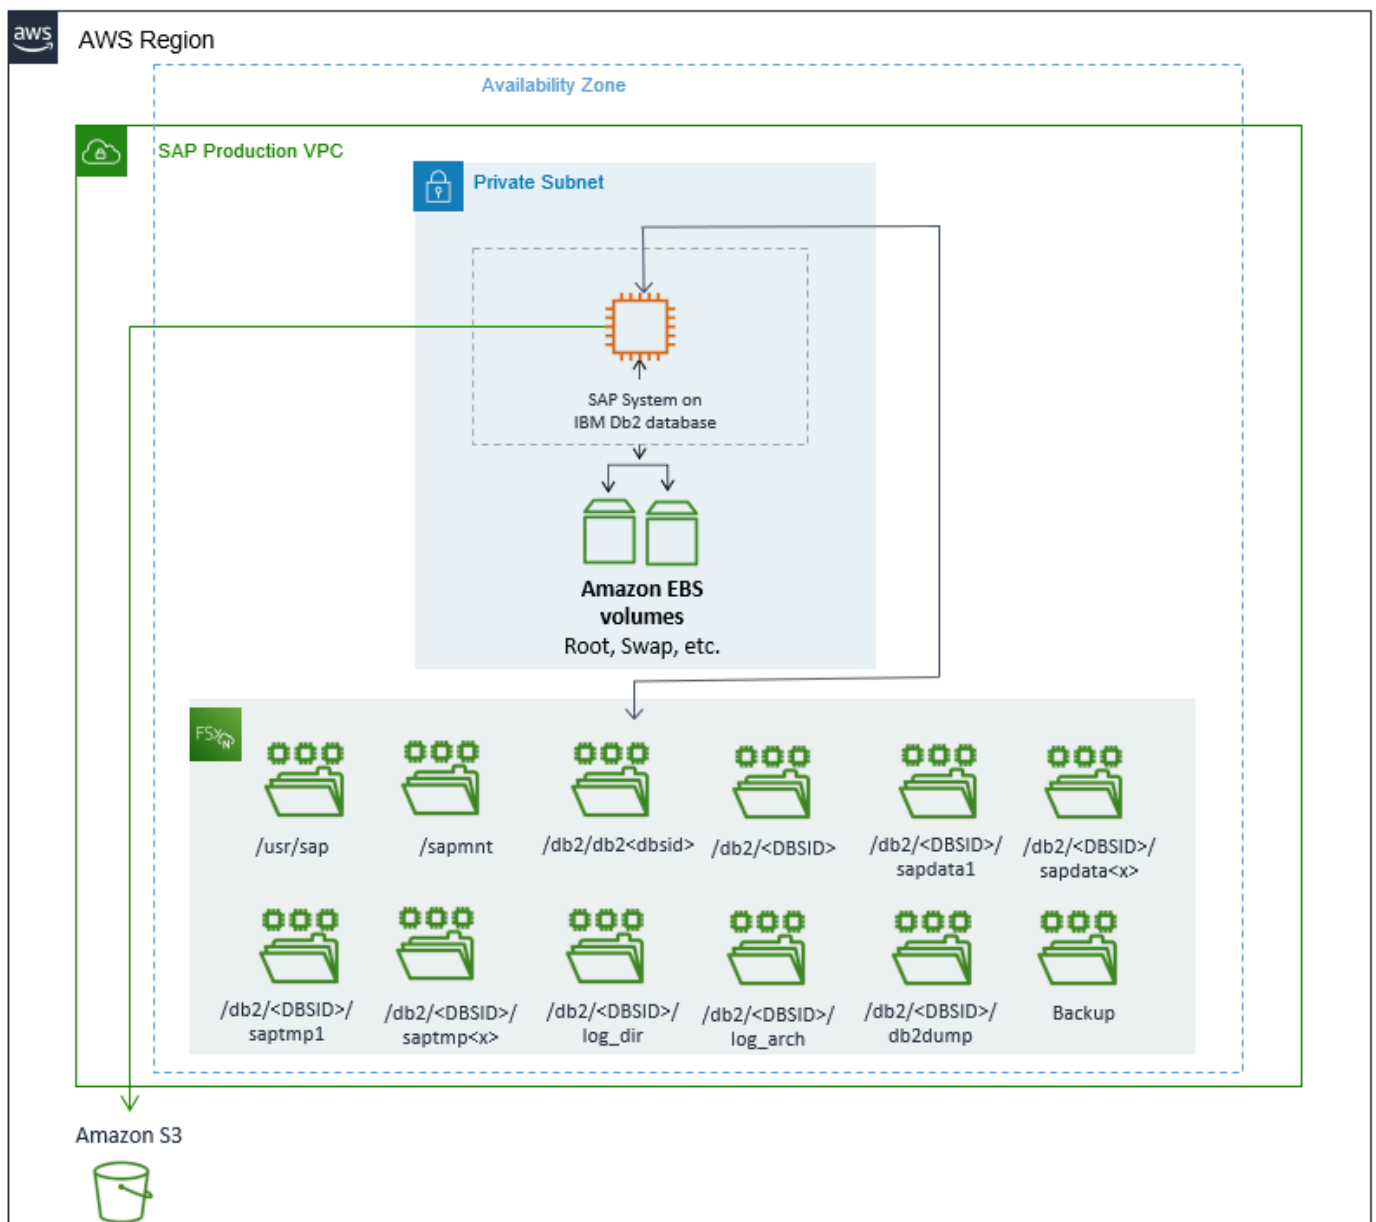 aws
AWS Region
Availability Zone
SAP Production VPC
Private Subnet
SAP System on
IBM Db2 database
Amazon EBS
volumes
Root, Swap, etc.
FSx
N
/usr/sap
/sapmnt
/db2/db2<dbsid>
/db2/<DBSID>
/db2/<DBSID>/
sapdata1
/db2/<DBSID>/
sapdata<x>
/db2/<DBSID>/
saptmp1
/db2/<DBSID>/
saptmp<x>
/db2/<DBSID>/
log_dir
/db2/<DBSID>/
log_arch
/db2/<DBSID>/
db2dump
Backup
Amazon S3